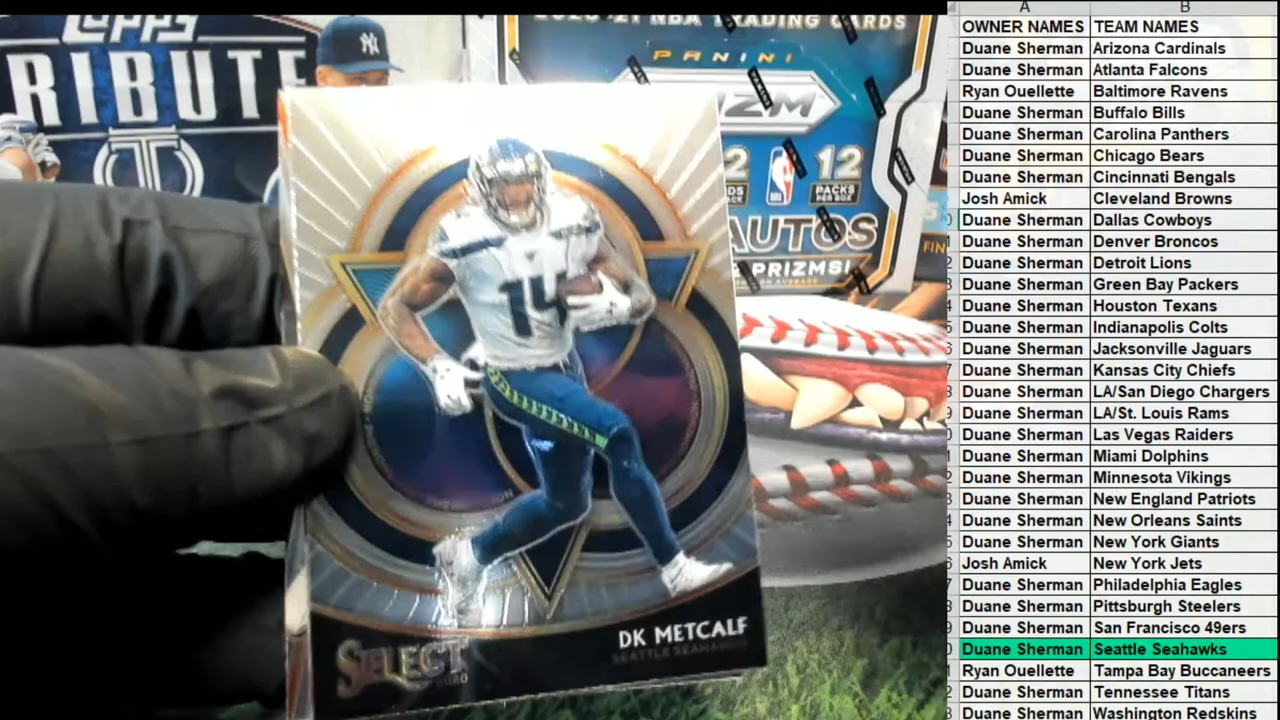 TOPPS
TRIBUTE
2020-21 NBA TRADING CARDS
PANINI
PRIZM
12
PACKS
PER BOX
AUTOS
PRIZMS!
14
DK METCALF
SEATTLE SEAHAWKS
SELECT
2020
A B
OWNER NAMES TEAM NAMES
Duane Sherman Arizona Cardinals
Duane Sherman Atlanta Falcons
Ryan Ouellette Baltimore Ravens
Duane Sherman Buffalo Bills
Duane Sherman Carolina Panthers
Duane Sherman Chicago Bears
Duane Sherman Cincinnati Bengals
Josh Amick Cleveland Browns
Duane Sherman Dallas Cowboys
Duane Sherman Denver Broncos
Duane Sherman Detroit Lions
Duane Sherman Green Bay Packers
Duane Sherman Houston Texans
Duane Sherman Indianapolis Colts
Duane Sherman Jacksonville Jaguars
Duane Sherman Kansas City Chiefs
Duane Sherman LA/San Diego Chargers
Duane Sherman LA/St. Louis Rams
Duane Sherman Las Vegas Raiders
Duane Sherman Miami Dolphins
Duane Sherman Minnesota Vikings
Duane Sherman New England Patriots
Duane Sherman New Orleans Saints
Duane Sherman New York Giants
Josh Amick New York Jets
Duane Sherman Philadelphia Eagles
Duane Sherman Pittsburgh Steelers
Duane Sherman San Francisco 49ers
Duane Sherman Seattle Seahawks
Ryan Ouellette Tampa Bay Buccaneers
Duane Sherman Tennessee Titans
Duane Sherman Washington Redskins